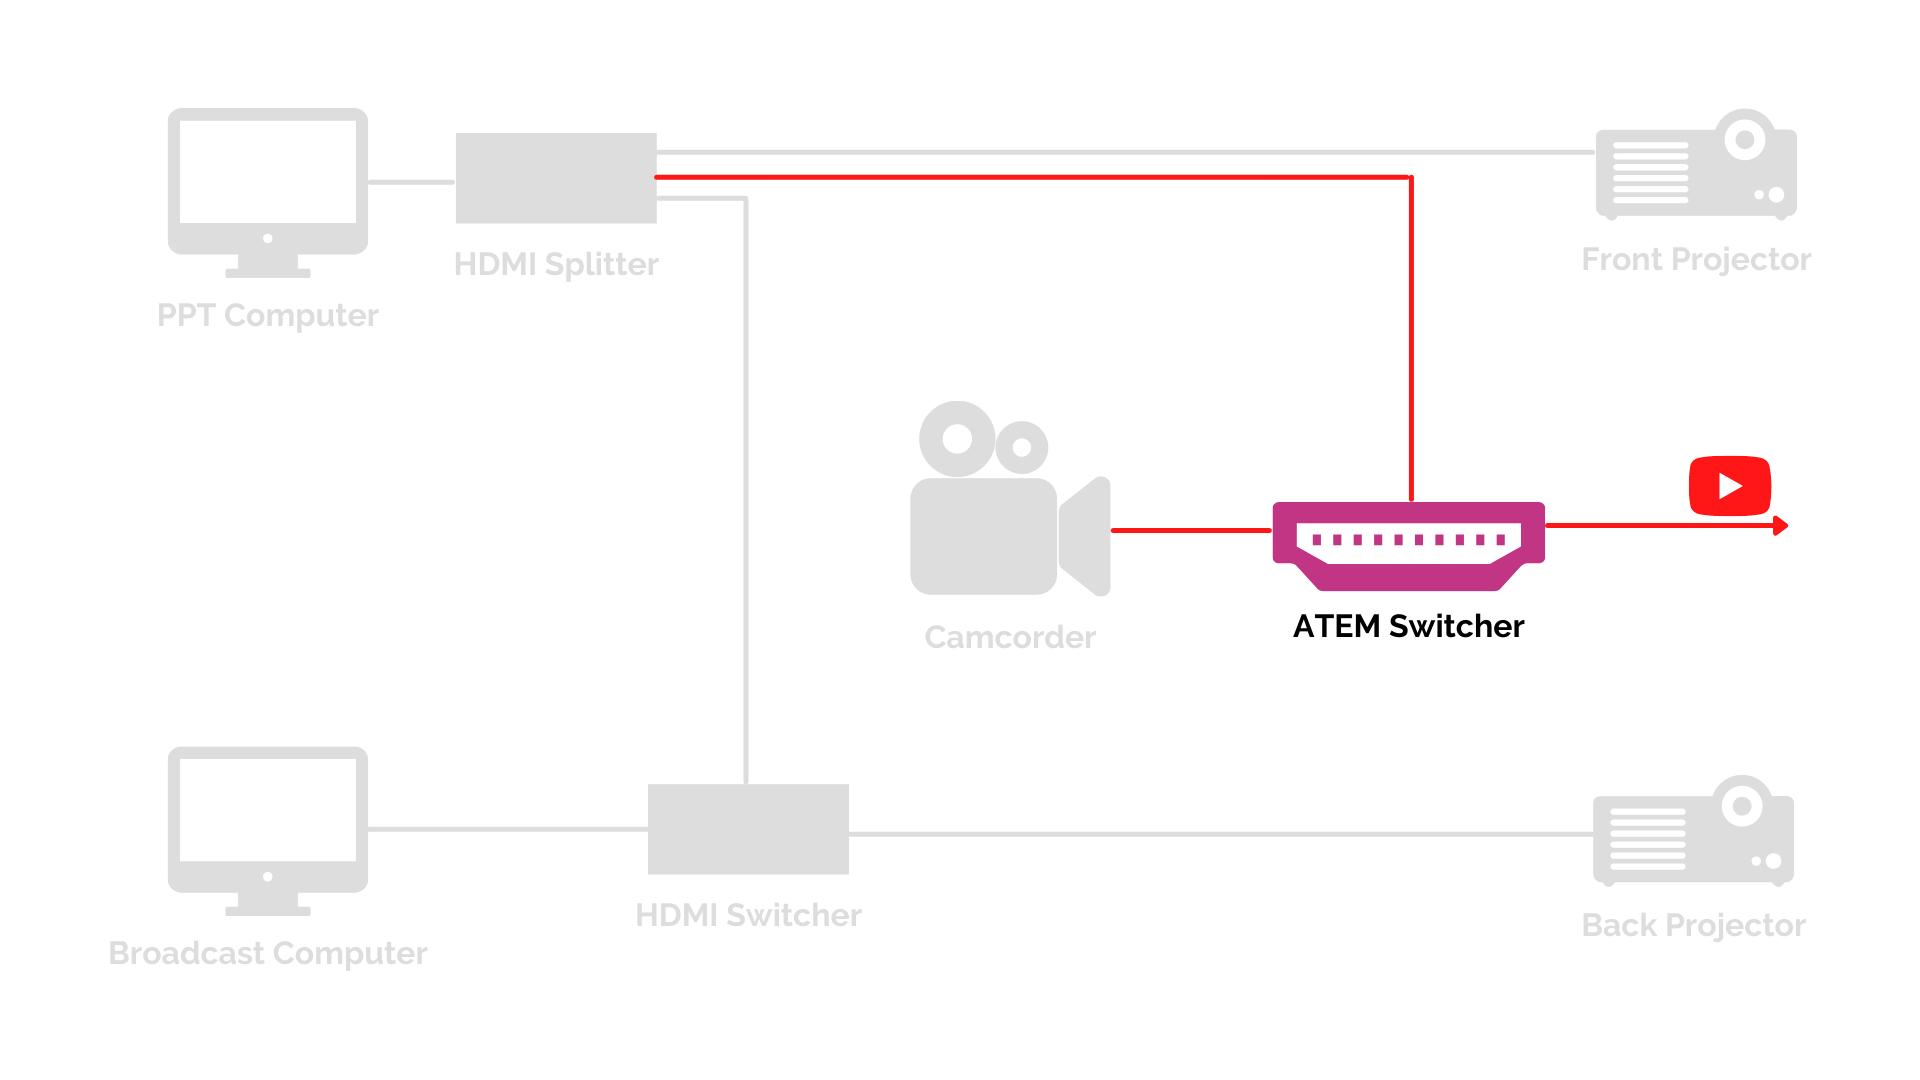 HDMI Splitter
Front Projector
PPT Computer
Camcorder
ATEM Switcher
HDMI Switcher
Back Projector
Broadcast Computer